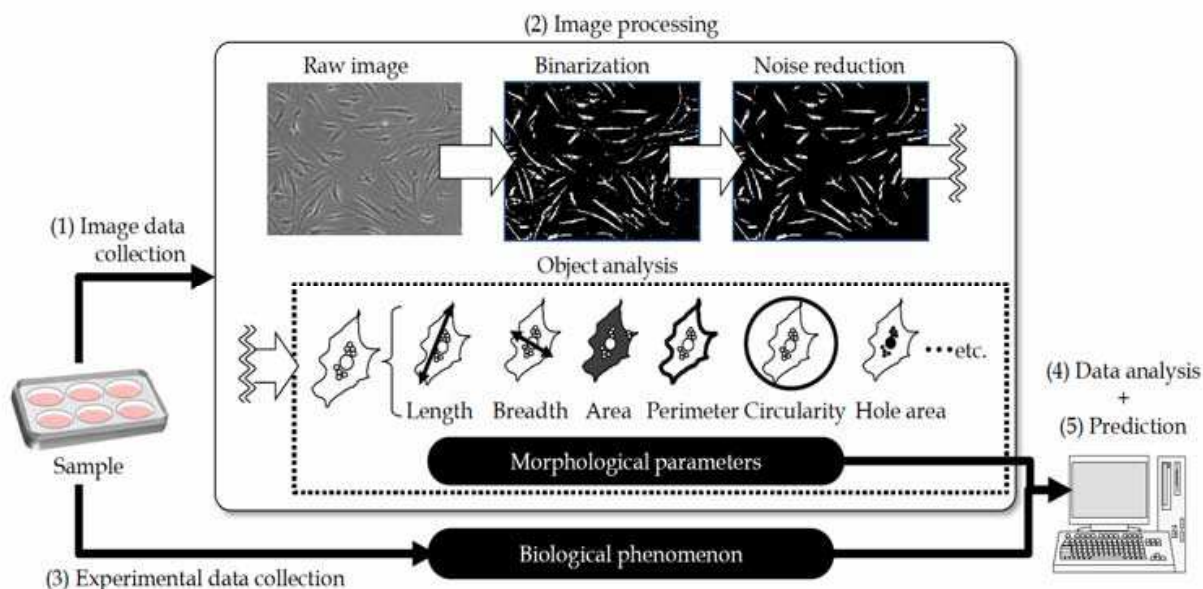 (2) Image processing
Raw image
Binarization
Noise reduction
(1) Image data
collection
Object analysis
••••etc.
Length
Breadth
Area
Perimeter
Circularity
Hole area
(4) Data analysis
+
(5) Prediction
Sample
Morphological parameters
Biological phenomenon
(3) Experimental data collection